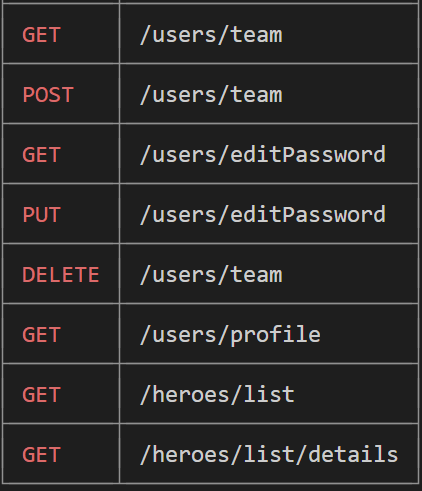 GET /users/team
POST /users/team
GET /users/editPassword
PUT /users/editPassword
DELETE /users/team
GET /users/profile
GET /heroes/list
GET /heroes/list/details